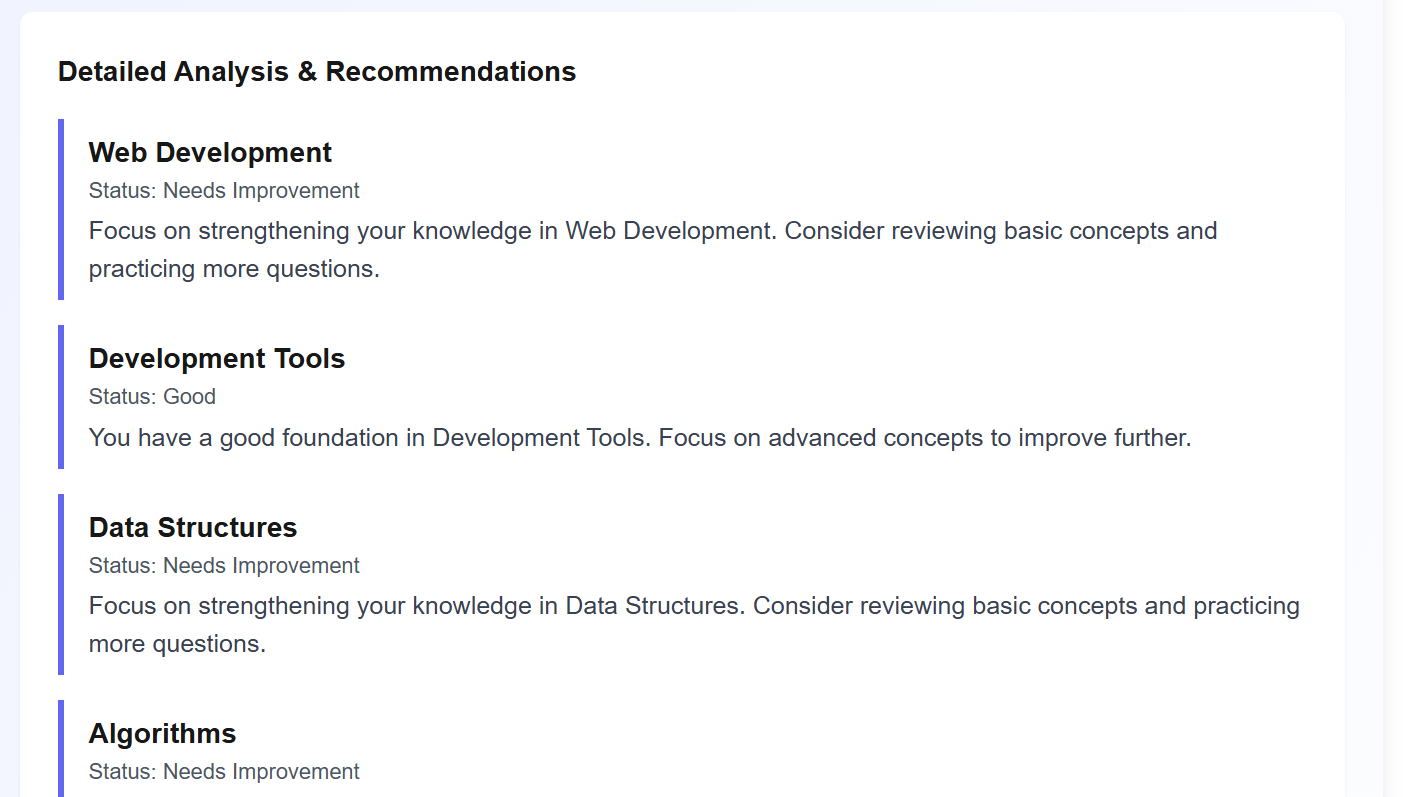 Detailed Analysis & Recommendations
Web Development
Status: Needs Improvement
Focus on strengthening your knowledge in Web Development. Consider reviewing basic concepts and
practicing more questions.
Development Tools
Status: Good
You have a good foundation in Development Tools. Focus on advanced concepts to improve further.
Data Structures
Status: Needs Improvement
Focus on strengthening your knowledge in Data Structures. Consider reviewing basic concepts and practicing
more questions.
Algorithms
Status: Needs Improvement